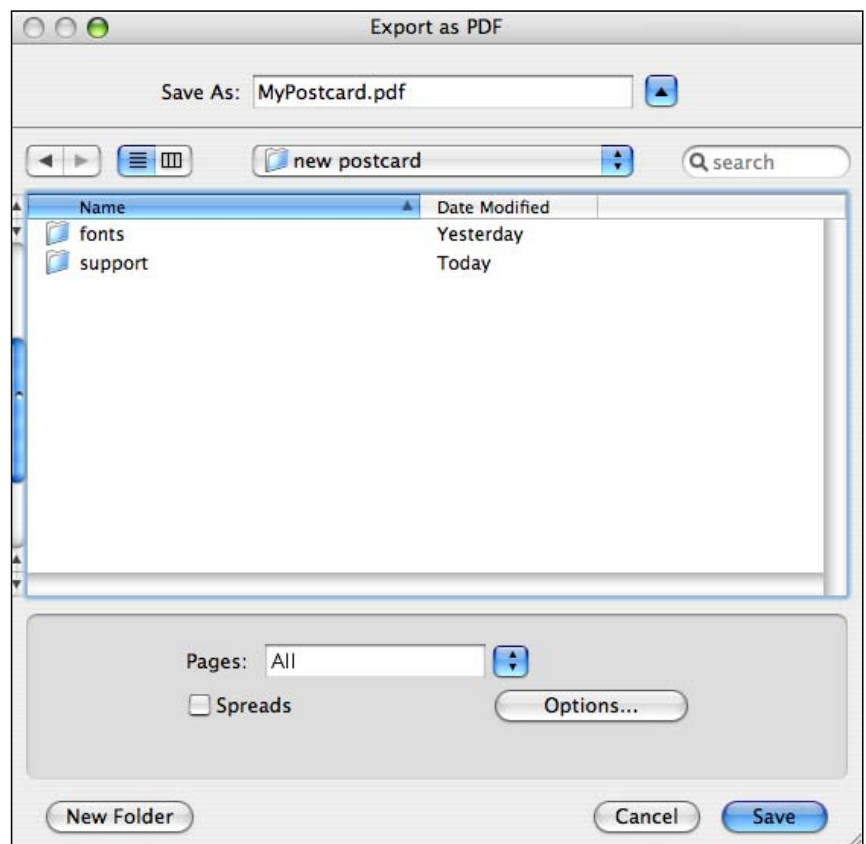 Export as PDF
Save As: MyPostcard.pdf
new postcard search
Name Date Modified
fonts Yesterday
support Today
Pages: All
Spreads Options...
New Folder Cancel Save